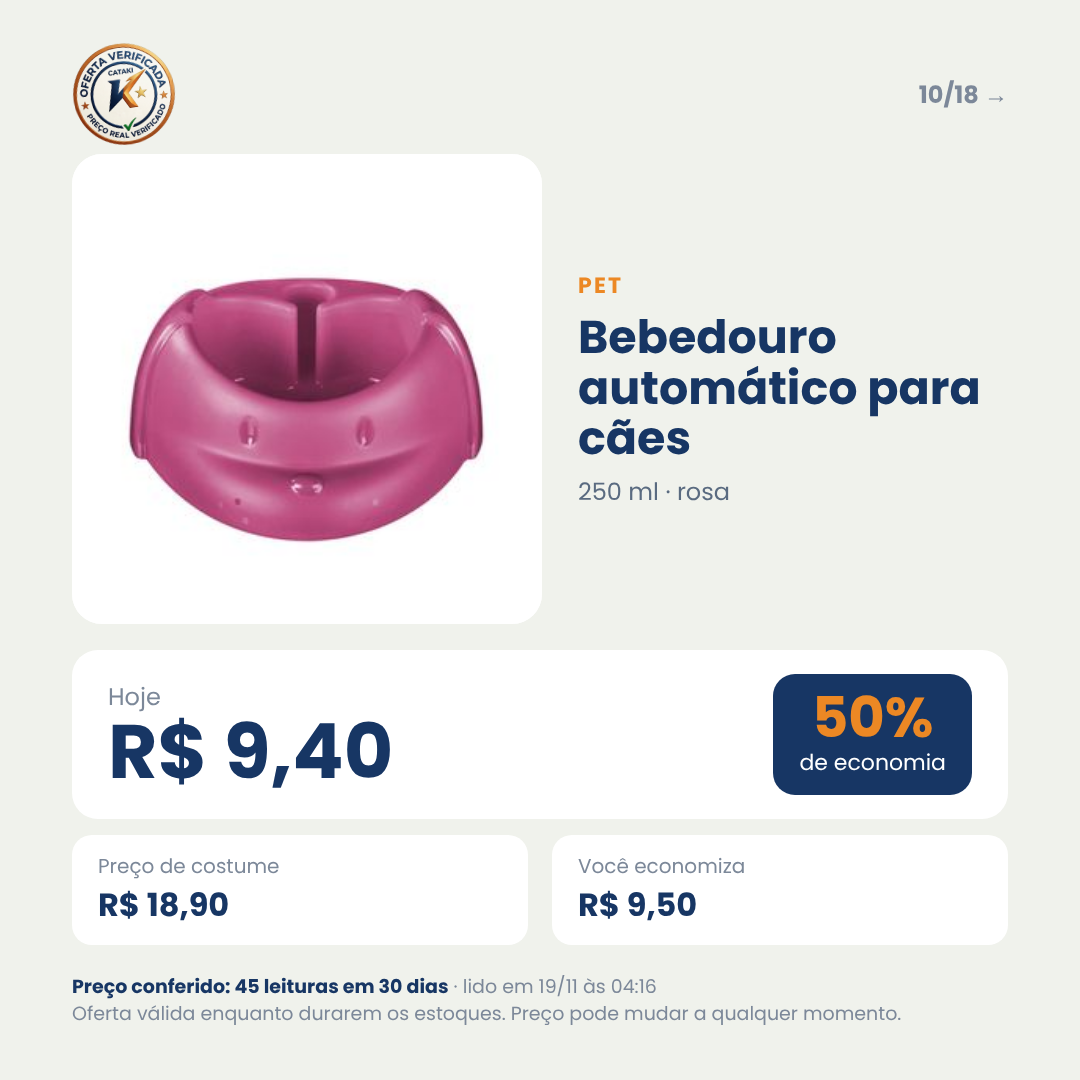 OFERTA VERIFICADA
CATAKI
K
PREÇO REAL VERIFICADO
10/18 →
PET
Bebedouro
automático para
cães
250 ml · rosa
Hoje
R$ 9,40
50%
de economia
Preço de costume
R$ 18,90
Você economiza
R$ 9,50
Preço conferido: 45 leituras em 30 dias · lido em 19/11 às 04:16
Oferta válida enquanto durarem os estoques. Preço pode mudar a qualquer momento.